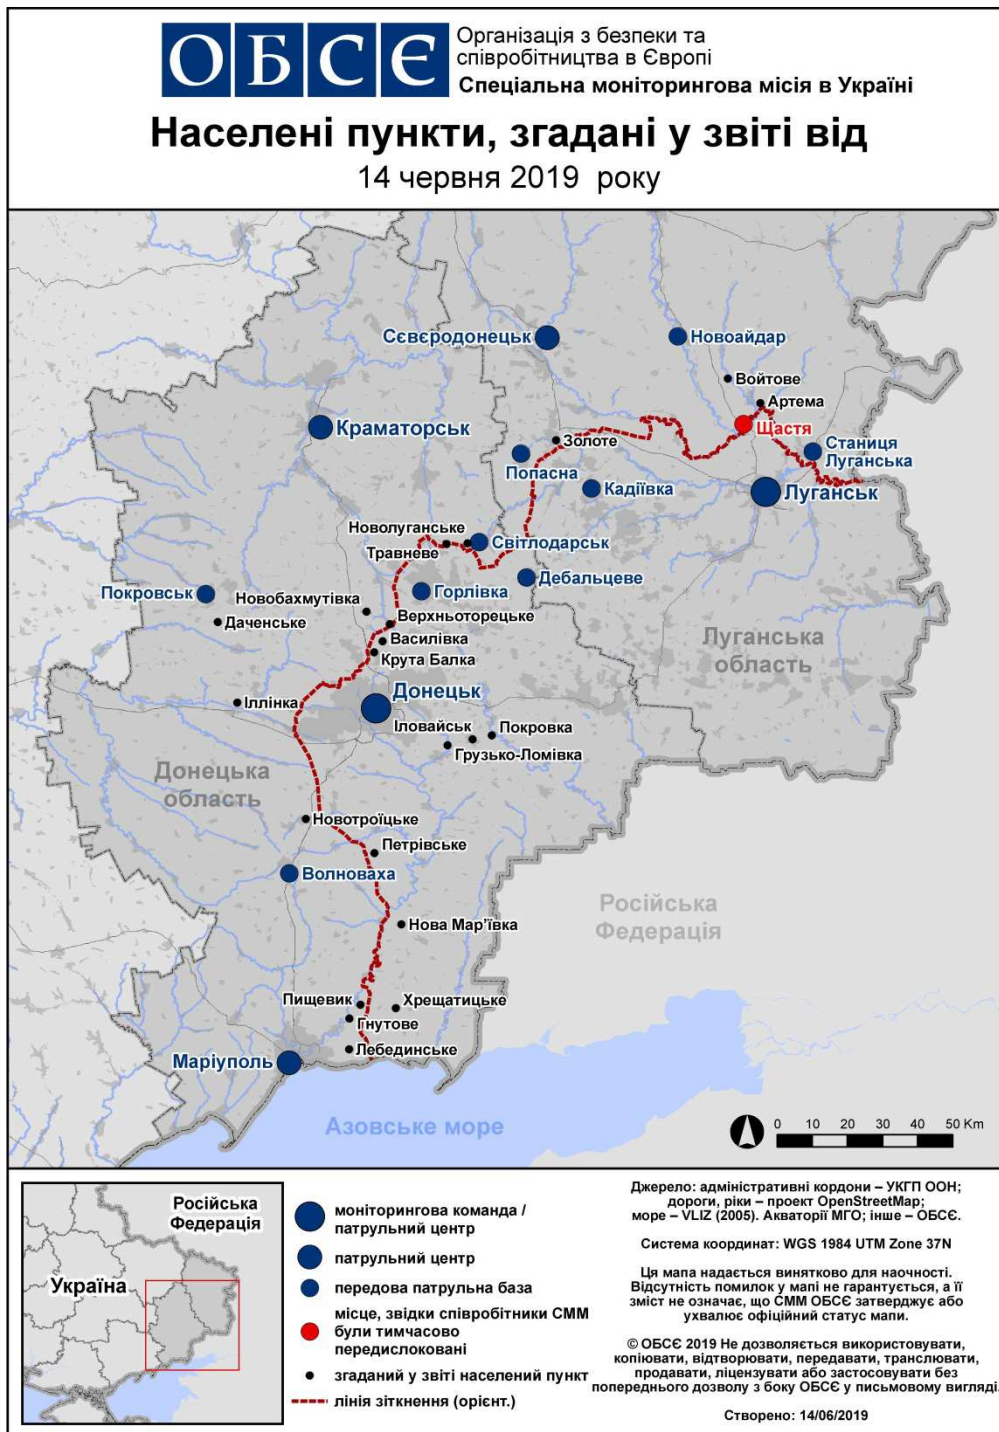 ОБСЄ
Організація з безпеки та
співробітництва в Європі
Спеціальна моніторингова місія в Україні
Населені пункти, згадані у звіті від
14 червня 2019 року
Сєвєродонецьк
Новоайдар
Войтове
Артема
Щастя
Краматорськ
Золоте
Станиця
Луганська
Попасна
Кадіївка
Луганськ
Новолуганське
Травневе
Світлодарськ
Дебальцеве
Покровськ
Горлівка
Новобахмутівка
Даченське
Верхньоторецьке
Василівка
Крута Балка
Луганська
область
Донецьк
Іллінка
Іловайськ
Покровка
Грузько-Ломівка
Донецька
область
Новотроїцьке
Петрівське
Волноваха
Нова Мар’ївка
Російська
Федерація
Пищевик
Хрещатицьке
Гнутове
Лебединське
Маріуполь
Азовське море
0 10 20 30 40 50 Km
Російська
Федерація
Україна
моніторингова команда /
патрульний центр
патрульний центр
передова патрульна база
місце, звідки співробітники СММ
були тимчасово
передислоковані
згаданий у звіті населений пункт
лінія зіткнення (орієнт.)
Джерело: адміністративні кордони – УКГП ООН;
дороги, ріки – проект OpenStreetMap;
море – VLIZ (2005). Акваторії МГО; інше – ОБСЄ.
Система координат: WGS 1984 UTM Zone 37N
Ця мапа надається винятково для наочності.
Відсутність помилок у мапі не гарантується, а її
зміст не означає, що СММ ОБСЄ затверджує або
ухвалює офіційний статус мапи.
© ОБСЄ 2019 Не дозволяється використовувати,
копіювати, відтворювати, передавати, транслювати,
продавати, ліцензувати або застосовувати без
попереднього дозволу з боку ОБСЄ у письмовому вигляді.
Створено: 14/06/2019